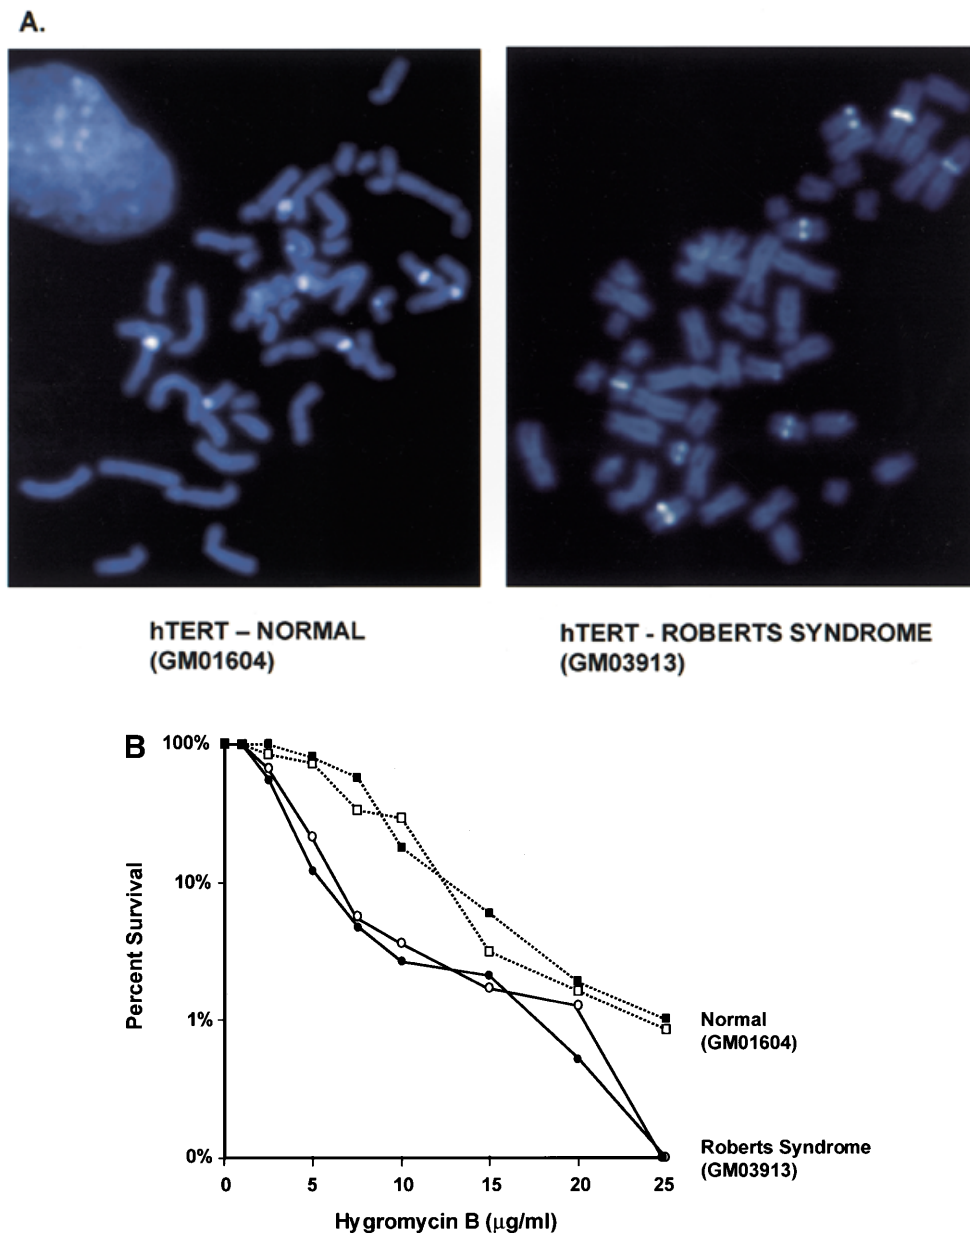 A.
hTERT – NORMAL
(GM01604)
hTERT - ROBERTS SYNDROME
(GM03913)
B
100%
10%
1%
0%
Percent Survival
0 5 10 15 20 25
Hygromycin B (μg/ml)
Normal
(GM01604)
Roberts Syndrome
(GM03913)